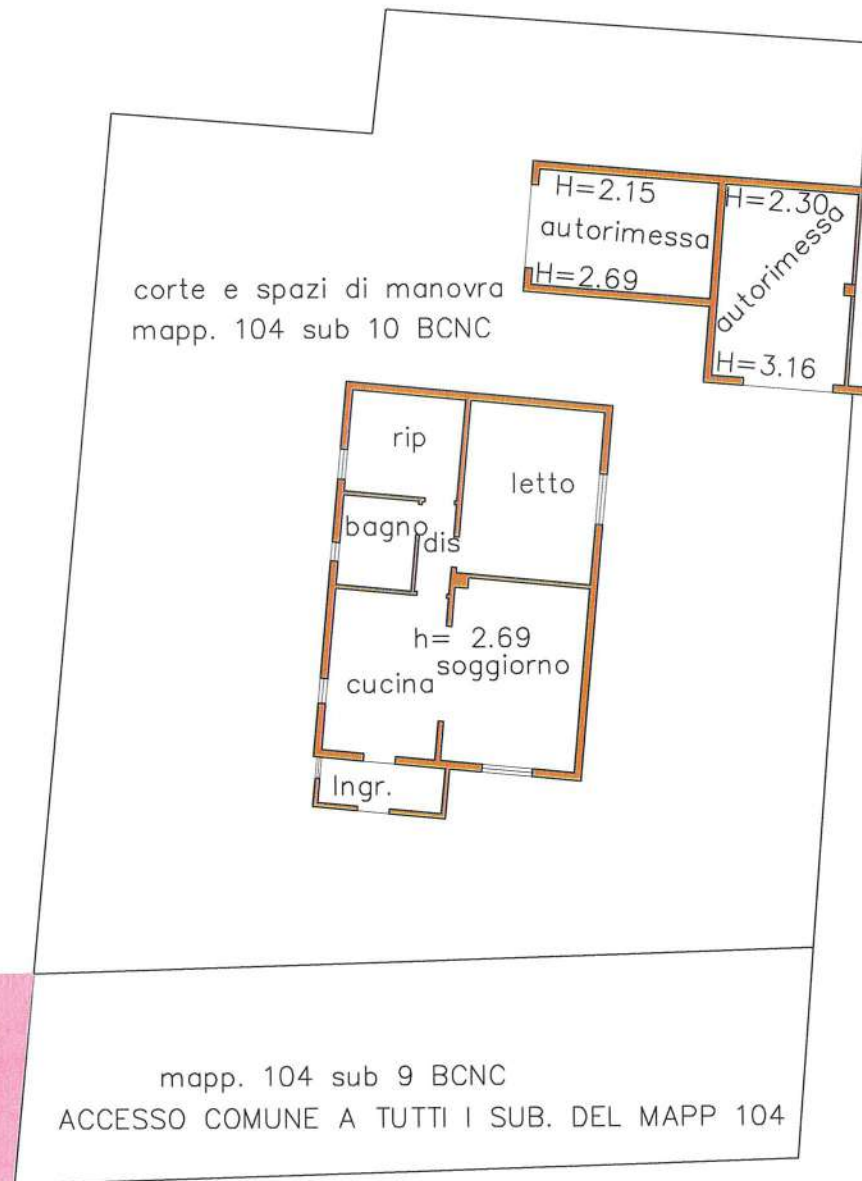 H=2.15
H=2.30
autorimessa
autorimessa
H=2.69
H=3.16
corte e spazi di manovra
mapp. 104 sub 10 BCNC
rip
letto
bagno
dis
h= 2.69
soggiorno
cucina
Ingr.
mapp. 104 sub 9 BCNC
ACCESSO COMUNE A TUTTI I SUB. DEL MAPP 104